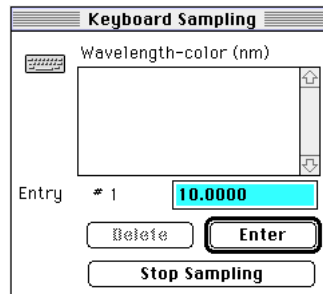 Keyboard Sampling
Wavelength-color (nm)
Entry # 1 10.0000
Delete Enter
Stop Sampling